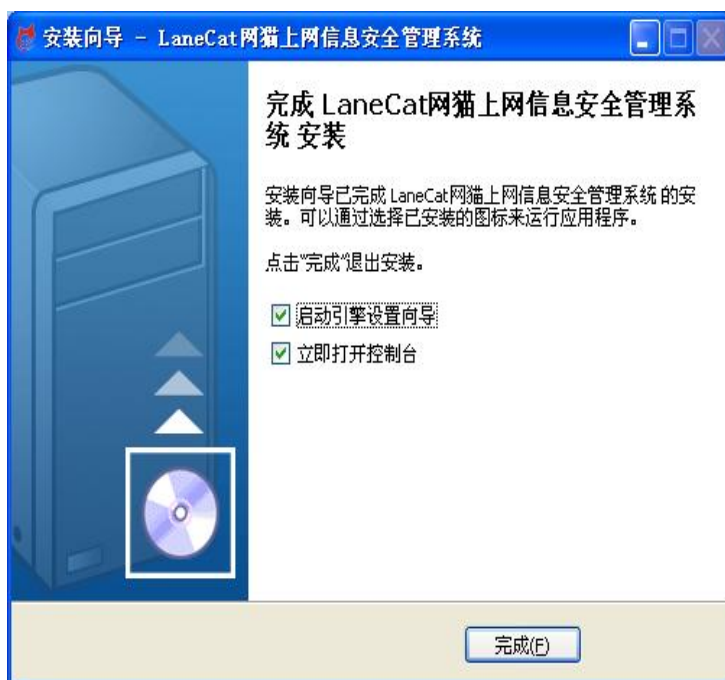 安装向导 - LaneCat网猫上网信息安全管理系统
完成 LaneCat网猫上网信息安全管理系
统 安装
安装向导已完成 LaneCat网猫上网信息安全管理系统 的安
装。可以通过选择已安装的图标来运行应用程序。
点击“完成”退出安装。
启动引擎设置向导
立即打开控制台
完成(F)